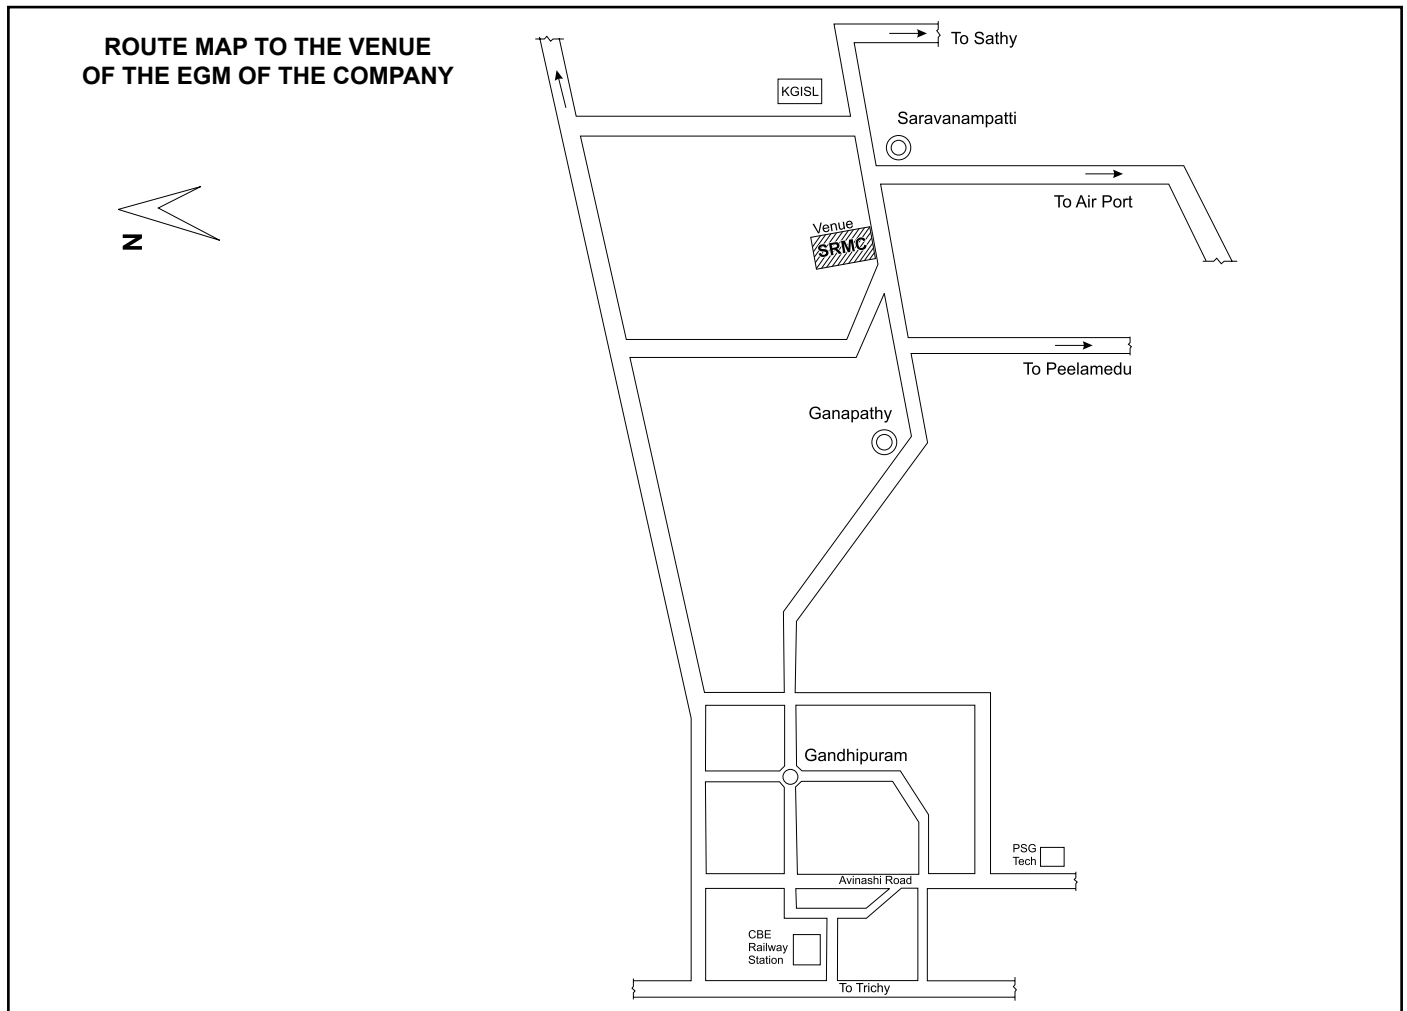 ROUTE MAP TO THE VENUE
OF THE EGM OF THE COMPANY
To Sathy
KGISL
Saravanampatti
To Air Port
N
Venue
SRMC
To Peelamedu
Ganapathy
Gandhipuram
PSG
Tech
Avinashi Road
CBE
Railway
Station
To Trichy